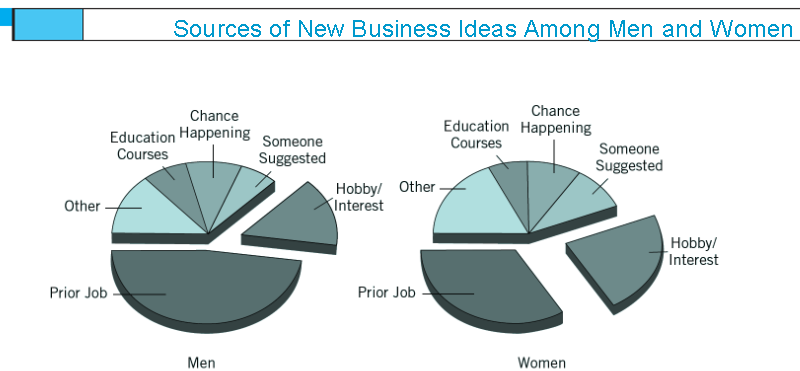 Sources of New Business Ideas Among Men and Women
Chance
Happening
Education
Courses
Someone
Suggested
Hobby/
Interest
Other
Prior Job
Men
Chance
Happening
Education
Courses
Someone
Suggested
Other
Hobby/
Interest
Prior Job
Women